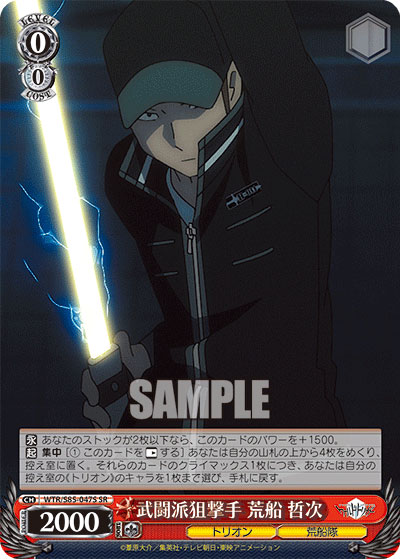 LEVEL
0
0
COST
SAMPLE
永 あなたのストックが2枚以下なら、このカードのパワーを+1500。
起 集中 [① このカードを する] あなたは自分の山札の上から4枚をめくり、
控え室に置く。それらのカードのクライマックス1枚につき、あなたは自分の
控え室の《トリオン》のキャラを1枚まで選び、手札に戻す。
CH WTR/S85-047S SR
武闘派狙撃手 荒船 哲次
POWER
2000
SOUL
トリオン
荒船隊
©葦原大介/集英社・テレビ朝日・東映アニメーション